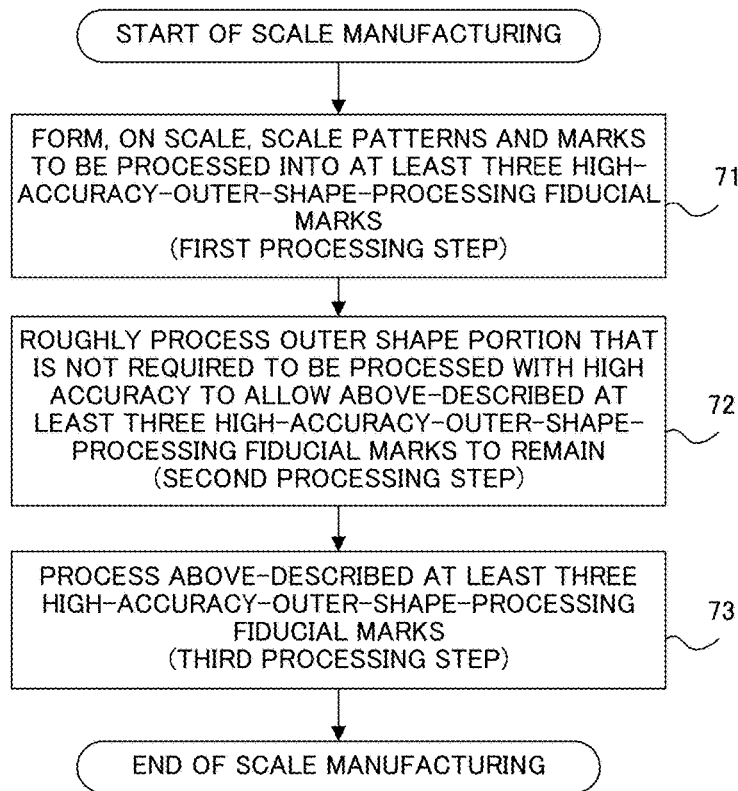 START OF SCALE MANUFACTURING
FORM, ON SCALE, SCALE PATTERNS AND MARKS
TO BE PROCESSED INTO AT LEAST THREE HIGH-
ACCURACY-OUTER-SHAPE-PROCESSING FIDUCIAL
MARKS
(FIRST PROCESSING STEP)
71
ROUGHLY PROCESS OUTER SHAPE PORTION THAT
IS NOT REQUIRED TO BE PROCESSED WITH HIGH
ACCURACY TO ALLOW ABOVE-DESCRIBED AT
LEAST THREE HIGH-ACCURACY-OUTER-SHAPE-
PROCESSING FIDUCIAL MARKS TO REMAIN
(SECOND PROCESSING STEP)
72
PROCESS ABOVE-DESCRIBED AT LEAST THREE
HIGH-ACCURACY-OUTER-SHAPE-PROCESSING
FIDUCIAL MARKS
(THIRD PROCESSING STEP)
73
END OF SCALE MANUFACTURING